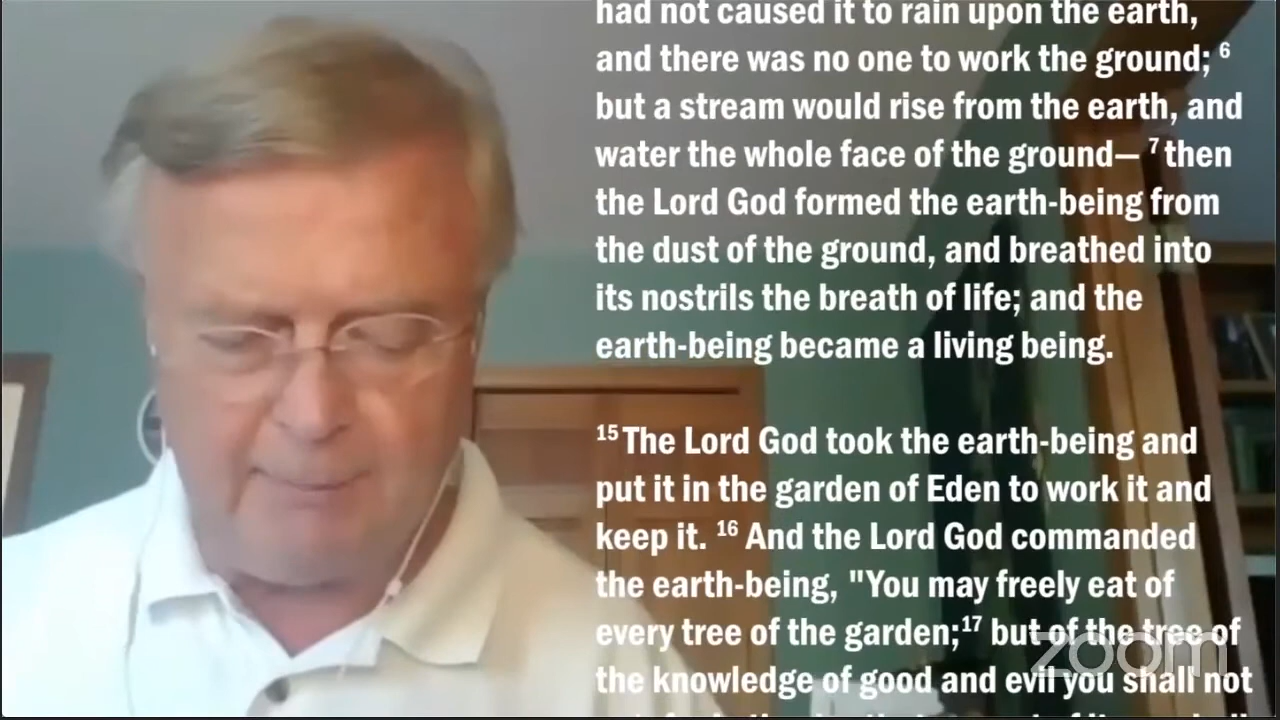 had not caused it to rain upon the earth,
and there was no one to work the ground; 6
but a stream would rise from the earth, and
water the whole face of the ground— 7 then
the Lord God formed the earth-being from
the dust of the ground, and breathed into
its nostrils the breath of life; and the
earth-being became a living being.
15 The Lord God took the earth-being and
put it in the garden of Eden to work it and
keep it. 16 And the Lord God commanded
the earth-being, "You may freely eat of
every tree of the garden;17 but of the tree of
zoom
the knowledge of good and evil you shall not